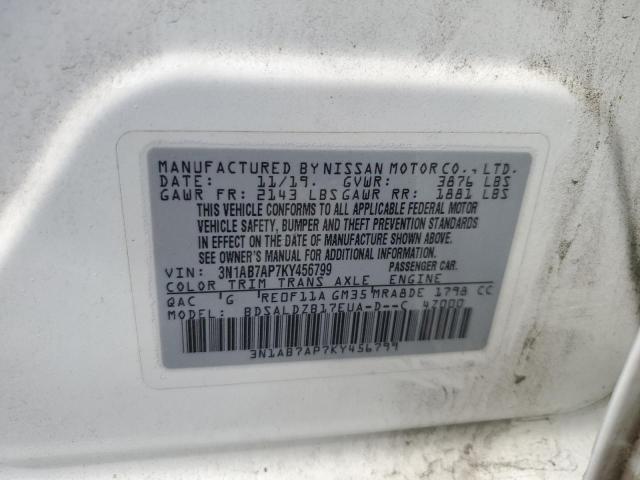 MANUFACTURED BY NISSAN MOTOR CO., LTD.
DATE: 11/19. GVWR: 3876 LBS
GAWR FR: 2143 LBS GAWR RR: 1881 LBS
THIS VEHICLE CONFORMS TO ALL APPLICABLE FEDERAL MOTOR
VEHICLE SAFETY, BUMPER AND THEFT PREVENTION STANDARDS
IN EFFECT ON THE DATE OF MANUFACTURE SHOWN ABOVE.
SEE OWNER'S MANUAL FOR ADDITIONAL INFORMATION.
VIN: 3N1AB7AP7KY456799 PASSENGER CAR.
COLOR TRIM TRANS AXLE ENGINE
QAC G RE0F11A GM35 MRA8DE 1798 CC
MODEL: BDSALDZB17EUA-D--C 47000
3N1AB7AP7KY456799